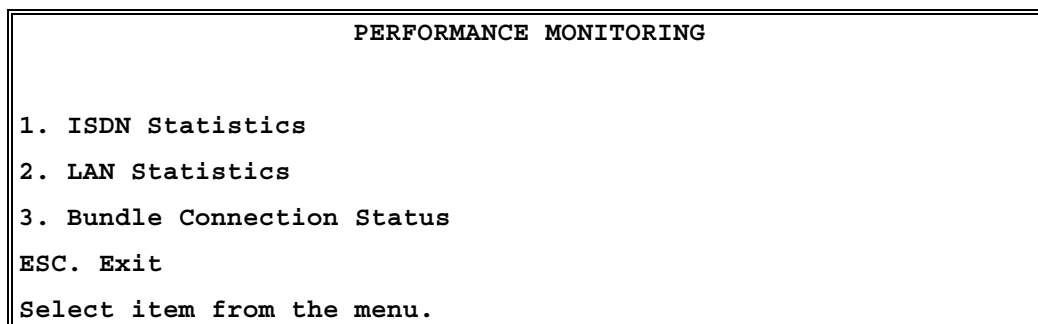 PERFORMANCE MONITORING
1. ISDN Statistics
2. LAN Statistics
3. Bundle Connection Status
ESC. Exit
Select item from the menu.